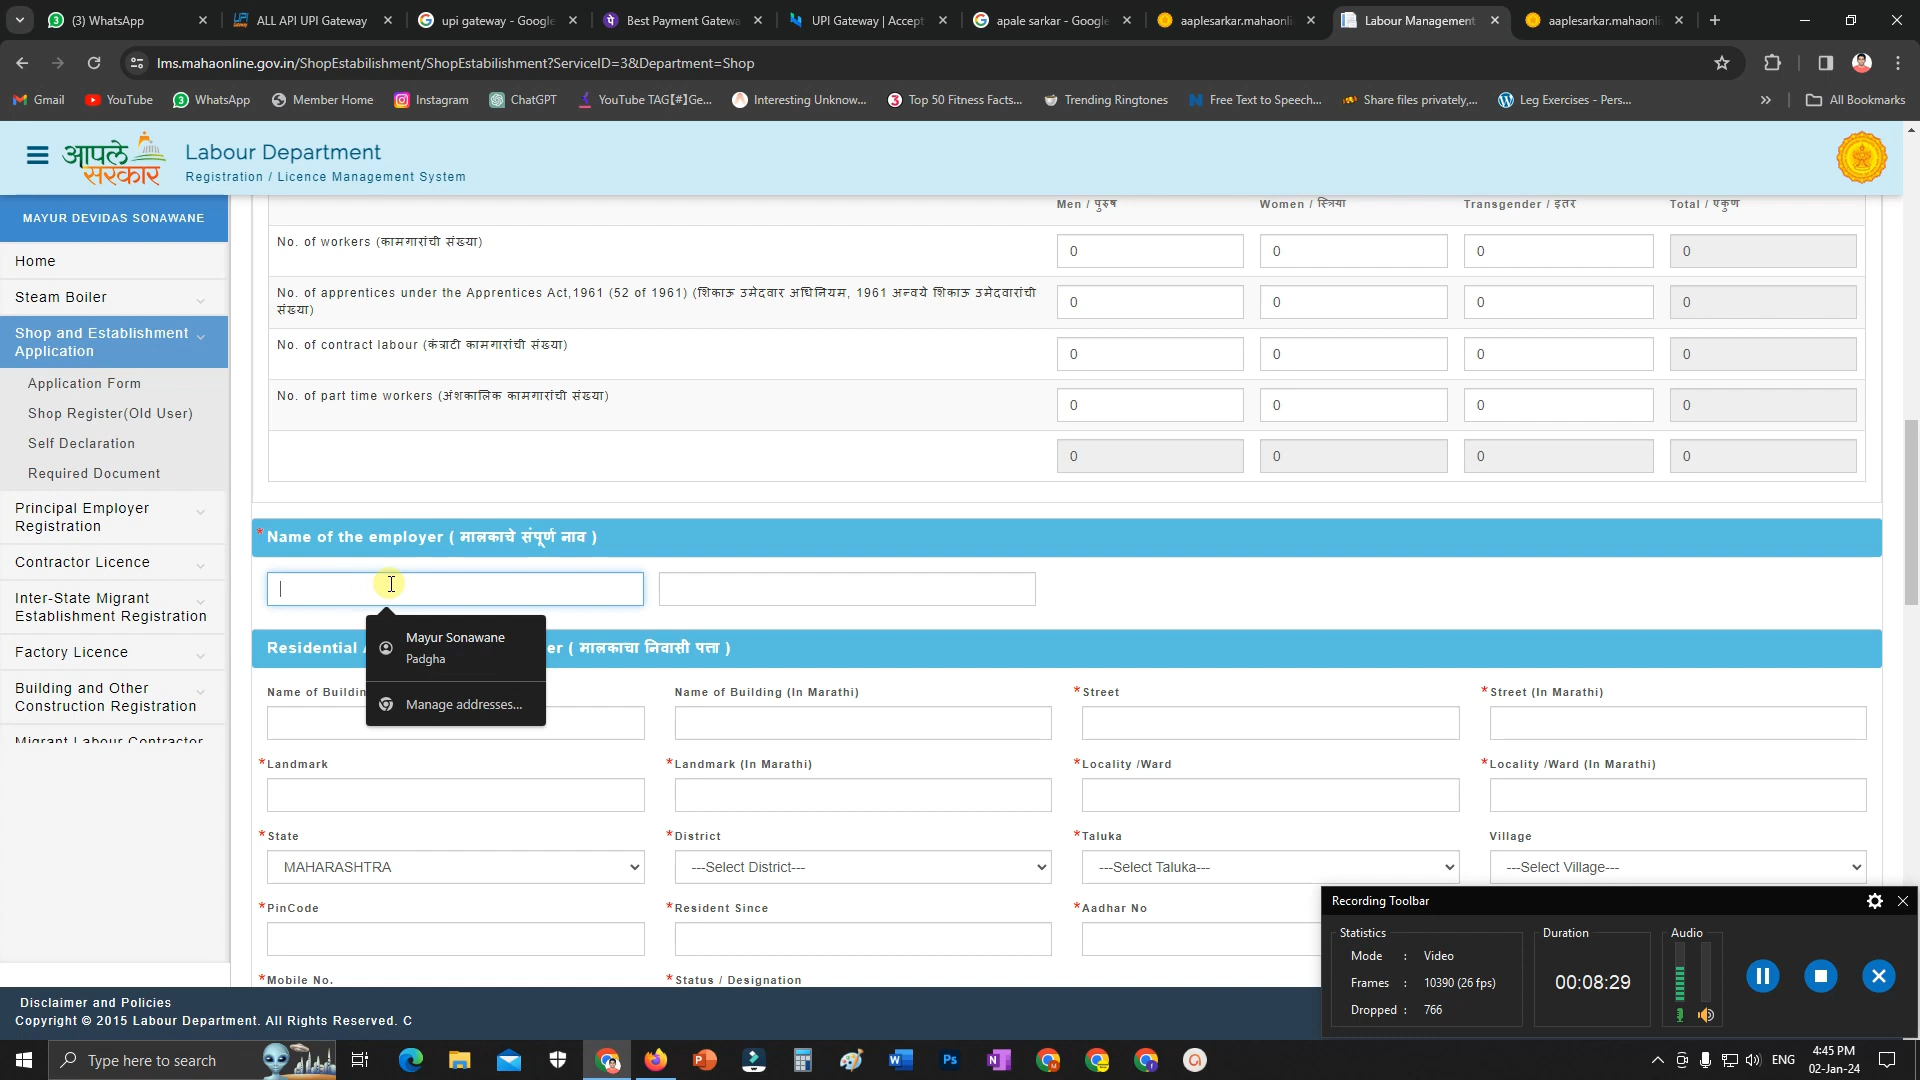 (3) WhatsApp
ALL API UPI Gateway
upi gateway - Google
Best Payment Gatewa
UPI Gateway | Accept
apale sarkar - Google
aaplesarkar.mahaonli
Labour Management
aaplesarkar.mahaonli
lms.mahaonline.gov.in/ShopEstabilishment/ShopEstabilishment?ServiceID=3&Department=Shop
Gmail
YouTube
WhatsApp
Member Home
Instagram
ChatGPT
YouTube TAG【#】Ge...
Interesting Unknow...
Top 50 Fitness Facts...
Trending Ringtones
Free Text to Speech...
Share files privately,...
Leg Exercises - Pers...
All Bookmarks
आपले सरकार
Labour Department
Registration / Licence Management System
MAYUR DEVIDAS SONAWANE
Home
Steam Boiler
Shop and Establishment
Application
Application Form
Shop Register(Old User)
Self Declaration
Required Document
Principal Employer
Registration
Contractor Licence
Inter-State Migrant
Establishment Registration
Factory Licence
Building and Other
Construction Registration
Migrant Labour Contractor
Men / पुरुष Women / स्त्रिया Transgender / इतर Total / एकुण
No. of workers (कामगारांची संख्या) 0 0 0 0
No. of apprentices under the Apprentices Act,1961 (52 of 1961) (शिकाऊ उमेदवार अधिनियम, 1961 अन्वये शिकाऊ उमेदवारांची
संख्या) 0 0 0 0
No. of contract labour (कंत्राटी कामगारांची संख्या) 0 0 0 0
No. of part time workers (अंशकालिक कामगारांची संख्या) 0 0 0 0
0 0 0 0
* Name of the employer ( मालकाचे संपूर्ण नाव )
Mayur Sonawane
Padgha
Manage addresses...
Residential er ( मालकाचा निवासी पत्ता )
Name of Buildin Name of Building (In Marathi) *Street *Street (In Marathi)
*Landmark *Landmark (In Marathi) *Locality /Ward *Locality /Ward (In Marathi)
*State *District *Taluka Village
MAHARASHTRA ---Select District--- ---Select Taluka--- ---Select Village---
*PinCode *Resident Since *Aadhar No
*Mobile No. *Status / Designation
Recording Toolbar
Statistics
Mode : Video
Frames : 10390 (26 fps)
Dropped : 766
Duration
00:08:29
Audio
Disclaimer and Policies
Copyright © 2015 Labour Department. All Rights Reserved. C
Type here to search
ENG
4:45 PM
02-Jan-24